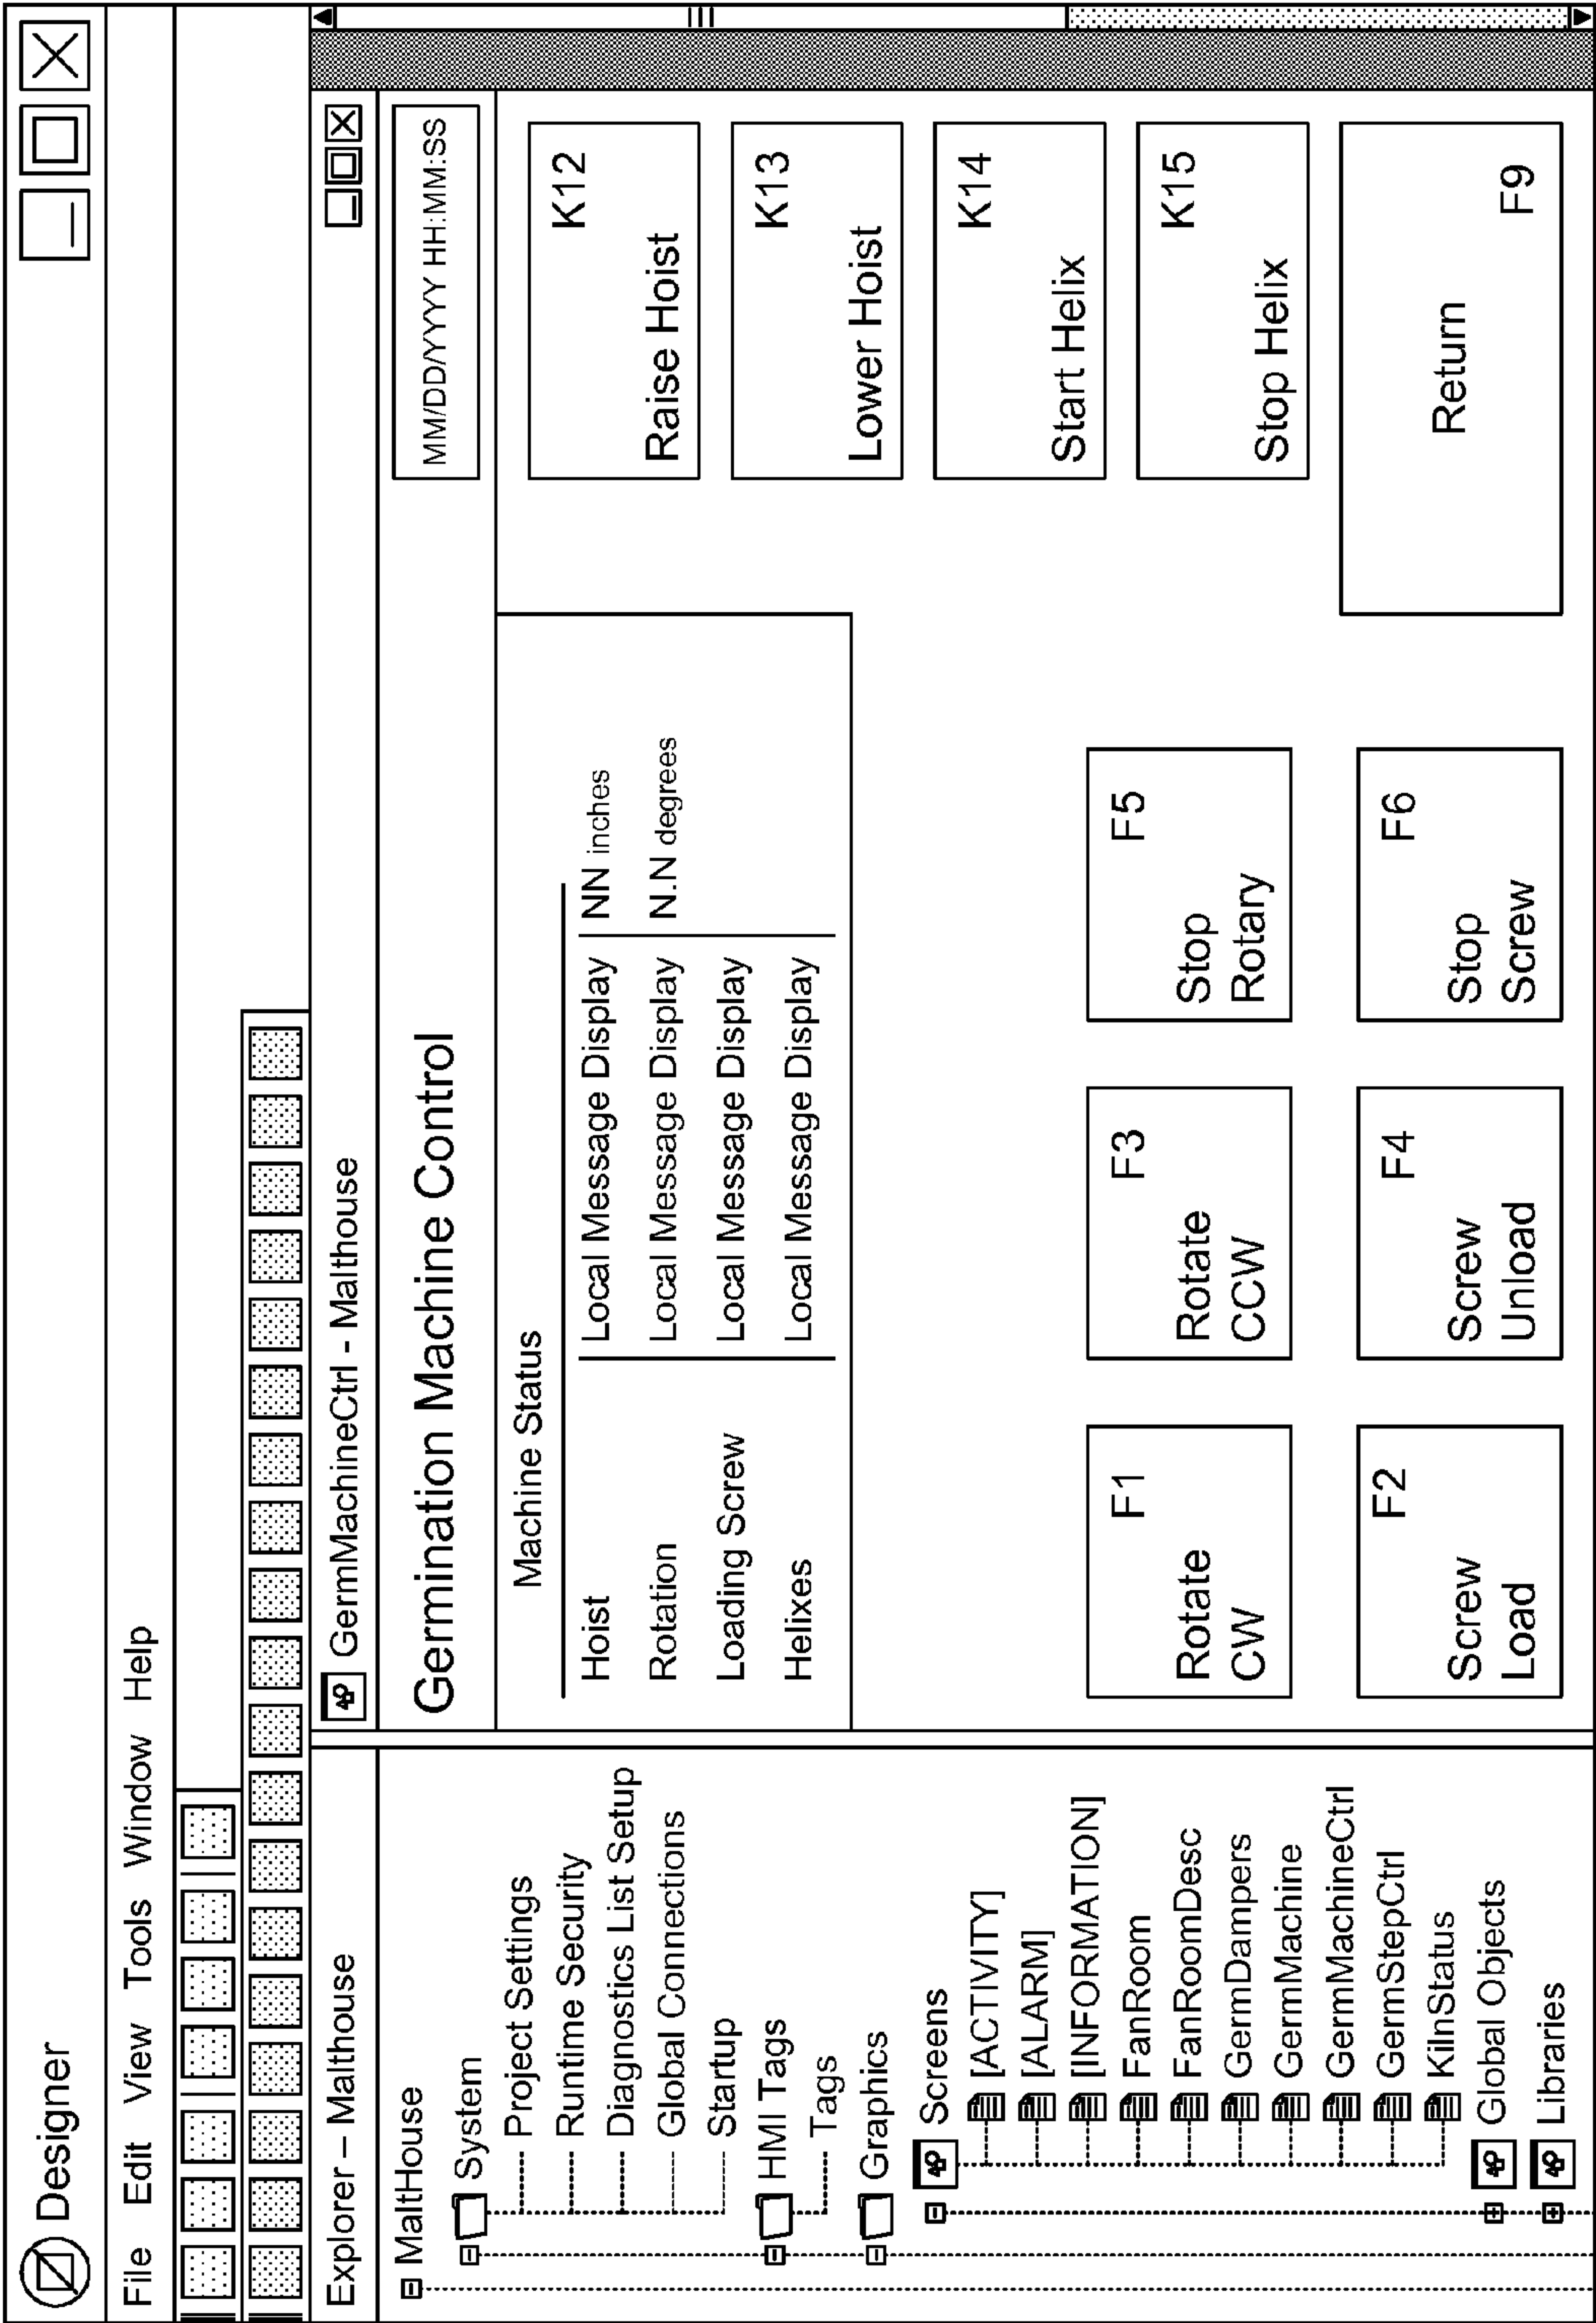 Designer
File Edit View Tools Window Help
Explorer – Malthouse
MaltHouse
System
Project Settings
Runtime Security
Diagnostics List Setup
Global Connections
Startup
HMI Tags
Tags
Graphics
Screens
[ACTIVITY]
[ALARM]
[INFORMATION]
FanRoom
FanRoomDesc
GermDampers
GermMachine
GermMachineCtrl
GermStepCtrl
KilnStatus
Global Objects
Libraries
GermMachineCtrl - Malthouse
Germination Machine Control
MM/DD/YYYY HH:MM:SS
Machine Status
Hoist Local Message Display NN inches
Rotation Local Message Display N.N degrees
Loading Screw Local Message Display
Helixes Local Message Display
K12
Raise Hoist
K13
Lower Hoist
K14
Start Helix
K15
Stop Helix
F1
Rotate
CW
F3
Rotate
CCW
F5
Stop
Rotary
F2
Screw
Load
F4
Screw
Unload
F6
Stop
Screw
Return
F9